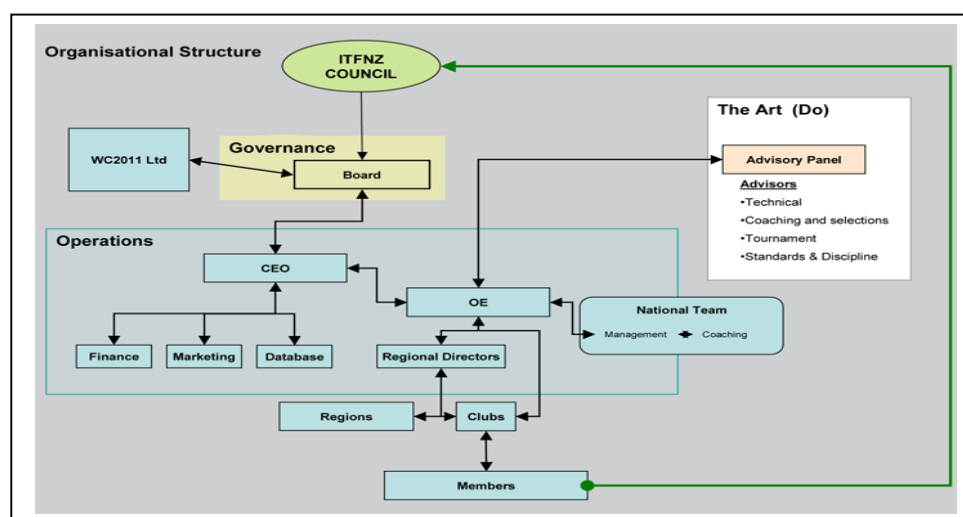 Organisational Structure
ITFNZ
COUNCIL
The Art (Do)
WC2011 Ltd
Governance
Board
Advisory Panel
Advisors
•Technical
•Coaching and selections
•Tournament
•Standards & Discipline
Operations
CEO
OE
National Team
Management
Coaching
Finance
Marketing
Database
Regional Directors
Regions
Clubs
Members